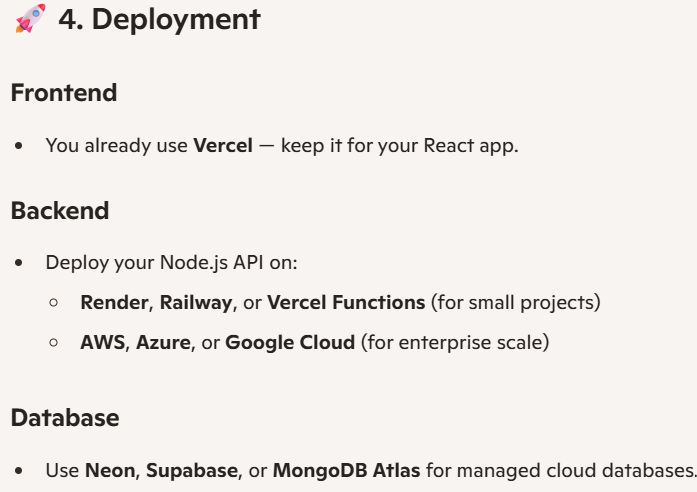 🚀 4. Deployment
Frontend
• You already use Vercel — keep it for your React app.
Backend
• Deploy your Node.js API on:
○ Render, Railway, or Vercel Functions (for small projects)
○ AWS, Azure, or Google Cloud (for enterprise scale)
Database
• Use Neon, Supabase, or MongoDB Atlas for managed cloud databases.